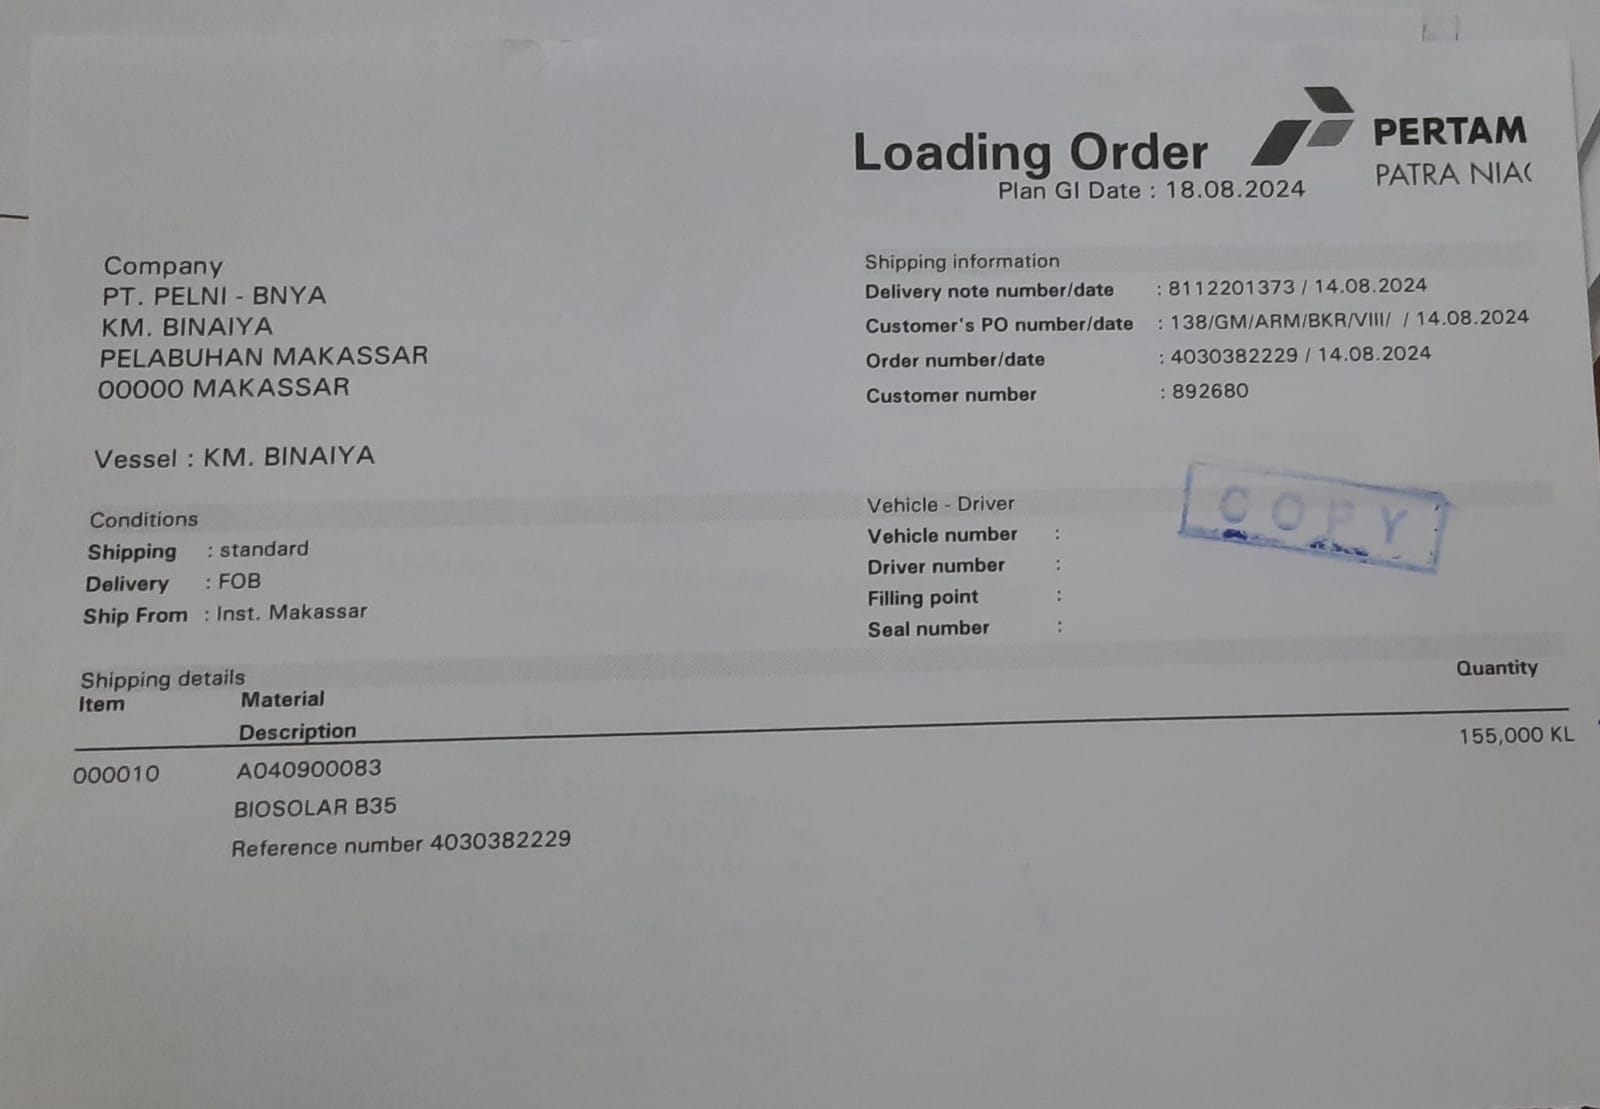 Loading Order
Plan GI Date : 18.08.2024
PERTAM
PATRA NIA
Company
PT. PELNI - BNYA
KM. BINAIYA
PELABUHAN MAKASSAR
00000 MAKASSAR
Vessel : KM. BINAIYA
Shipping information
Delivery note number/date : 8112201373 / 14.08.2024
Customer's PO number/date : 138/GM/ARM/BKR/VIII/ / 14.08.2024
Order number/date : 4030382229 / 14.08.2024
Customer number : 892680
COPY
Conditions
Shipping : standard
Delivery : FOB
Ship From : Inst. Makassar
Vehicle - Driver
Vehicle number :
Driver number :
Filling point :
Seal number :
Shipping details
Item Material Quantity
Description
000010 A040900083 155,000 KL
BIOSOLAR B35
Reference number 4030382229